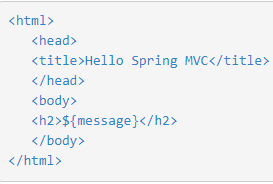 <html>
<head>
<title>Hello Spring MVC</title>
</head>
<body>
<h2>${message}</h2>
</body>
</html>